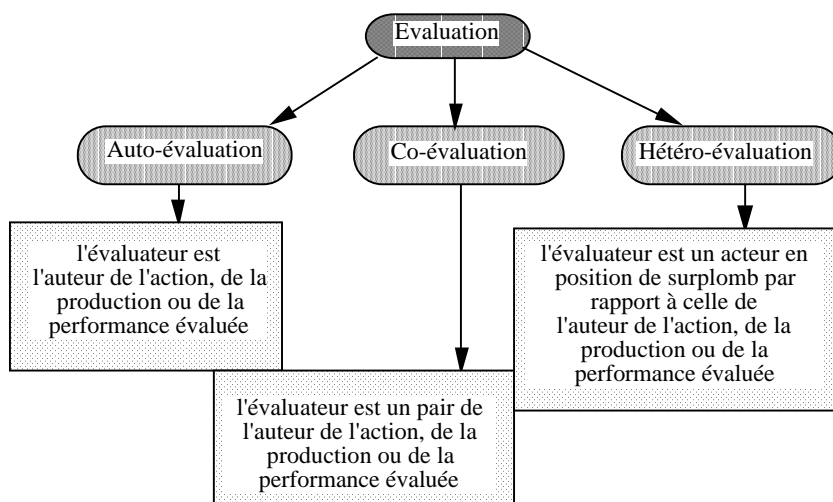 Evaluation
Auto-évaluation
Co-évaluation
Hétéro-évaluation
l'évaluateur est
l'auteur de l'action, de la
production ou de la
performance évaluée
l'évaluateur est un pair de
l'auteur de l'action, de la
production ou de la
performance évaluée
l'évaluateur est un acteur en
position de surplomb par
rapport à celle de
l'auteur de l'action, de la
production ou de la
performance évaluée